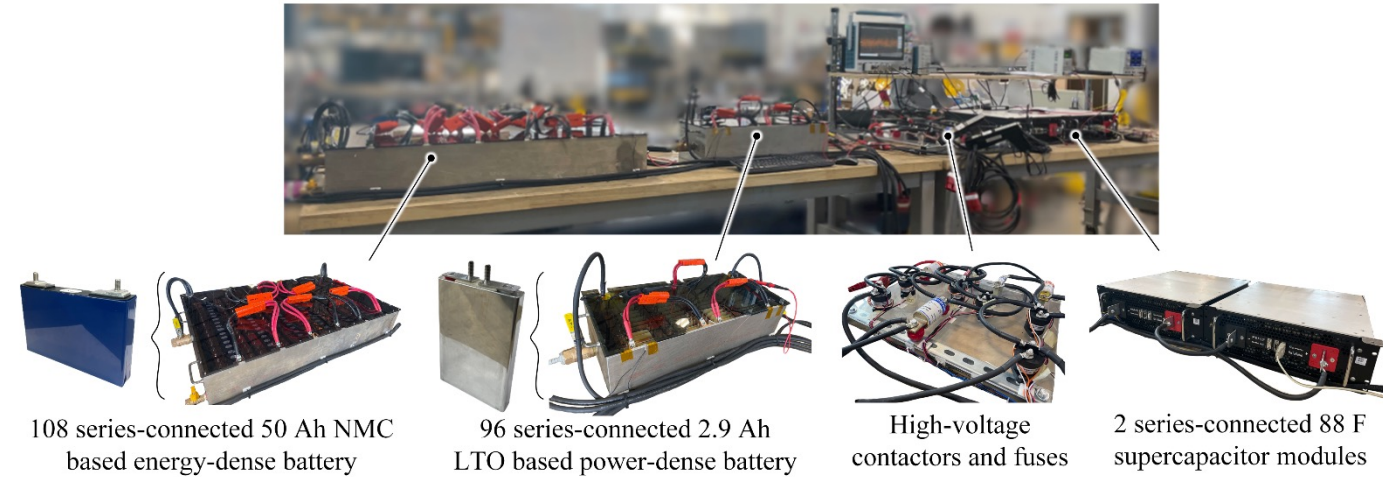 108 series-connected 50 Ah NMC
based energy-dense battery
96 series-connected 2.9 Ah
LTO based power-dense battery
High-voltage
contactors and fuses
2 series-connected 88 F
supercapacitor modules